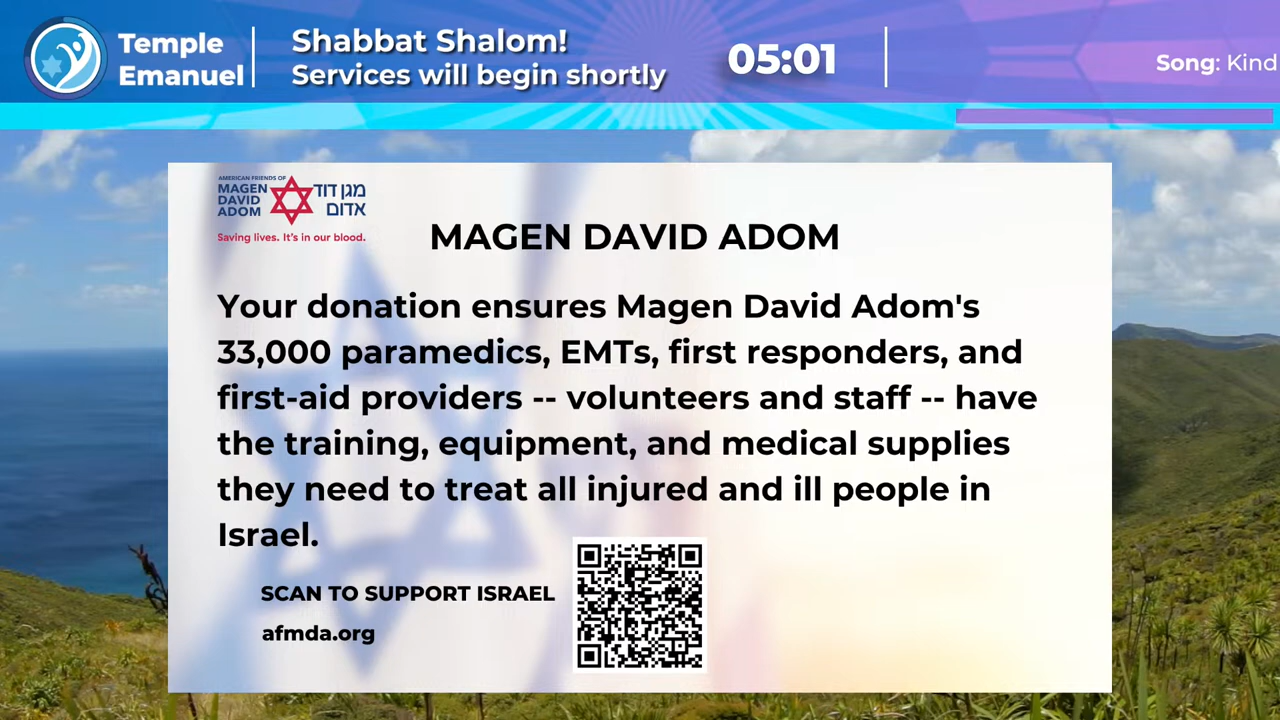 Temple
Emanuel
Shabbat Shalom!
Services will begin shortly
05:01
Song: Kind
AMERICAN FRIENDS OF
MAGEN
DAVID
ADOM
מגן דוד
אדום
Saving lives. It's in our blood.
MAGEN DAVID ADOM
Your donation ensures Magen David Adom's
33,000 paramedics, EMTs, first responders, and
first-aid providers -- volunteers and staff -- have
the training, equipment, and medical supplies
they need to treat all injured and ill people in
Israel.
SCAN TO SUPPORT ISRAEL
afmda.org